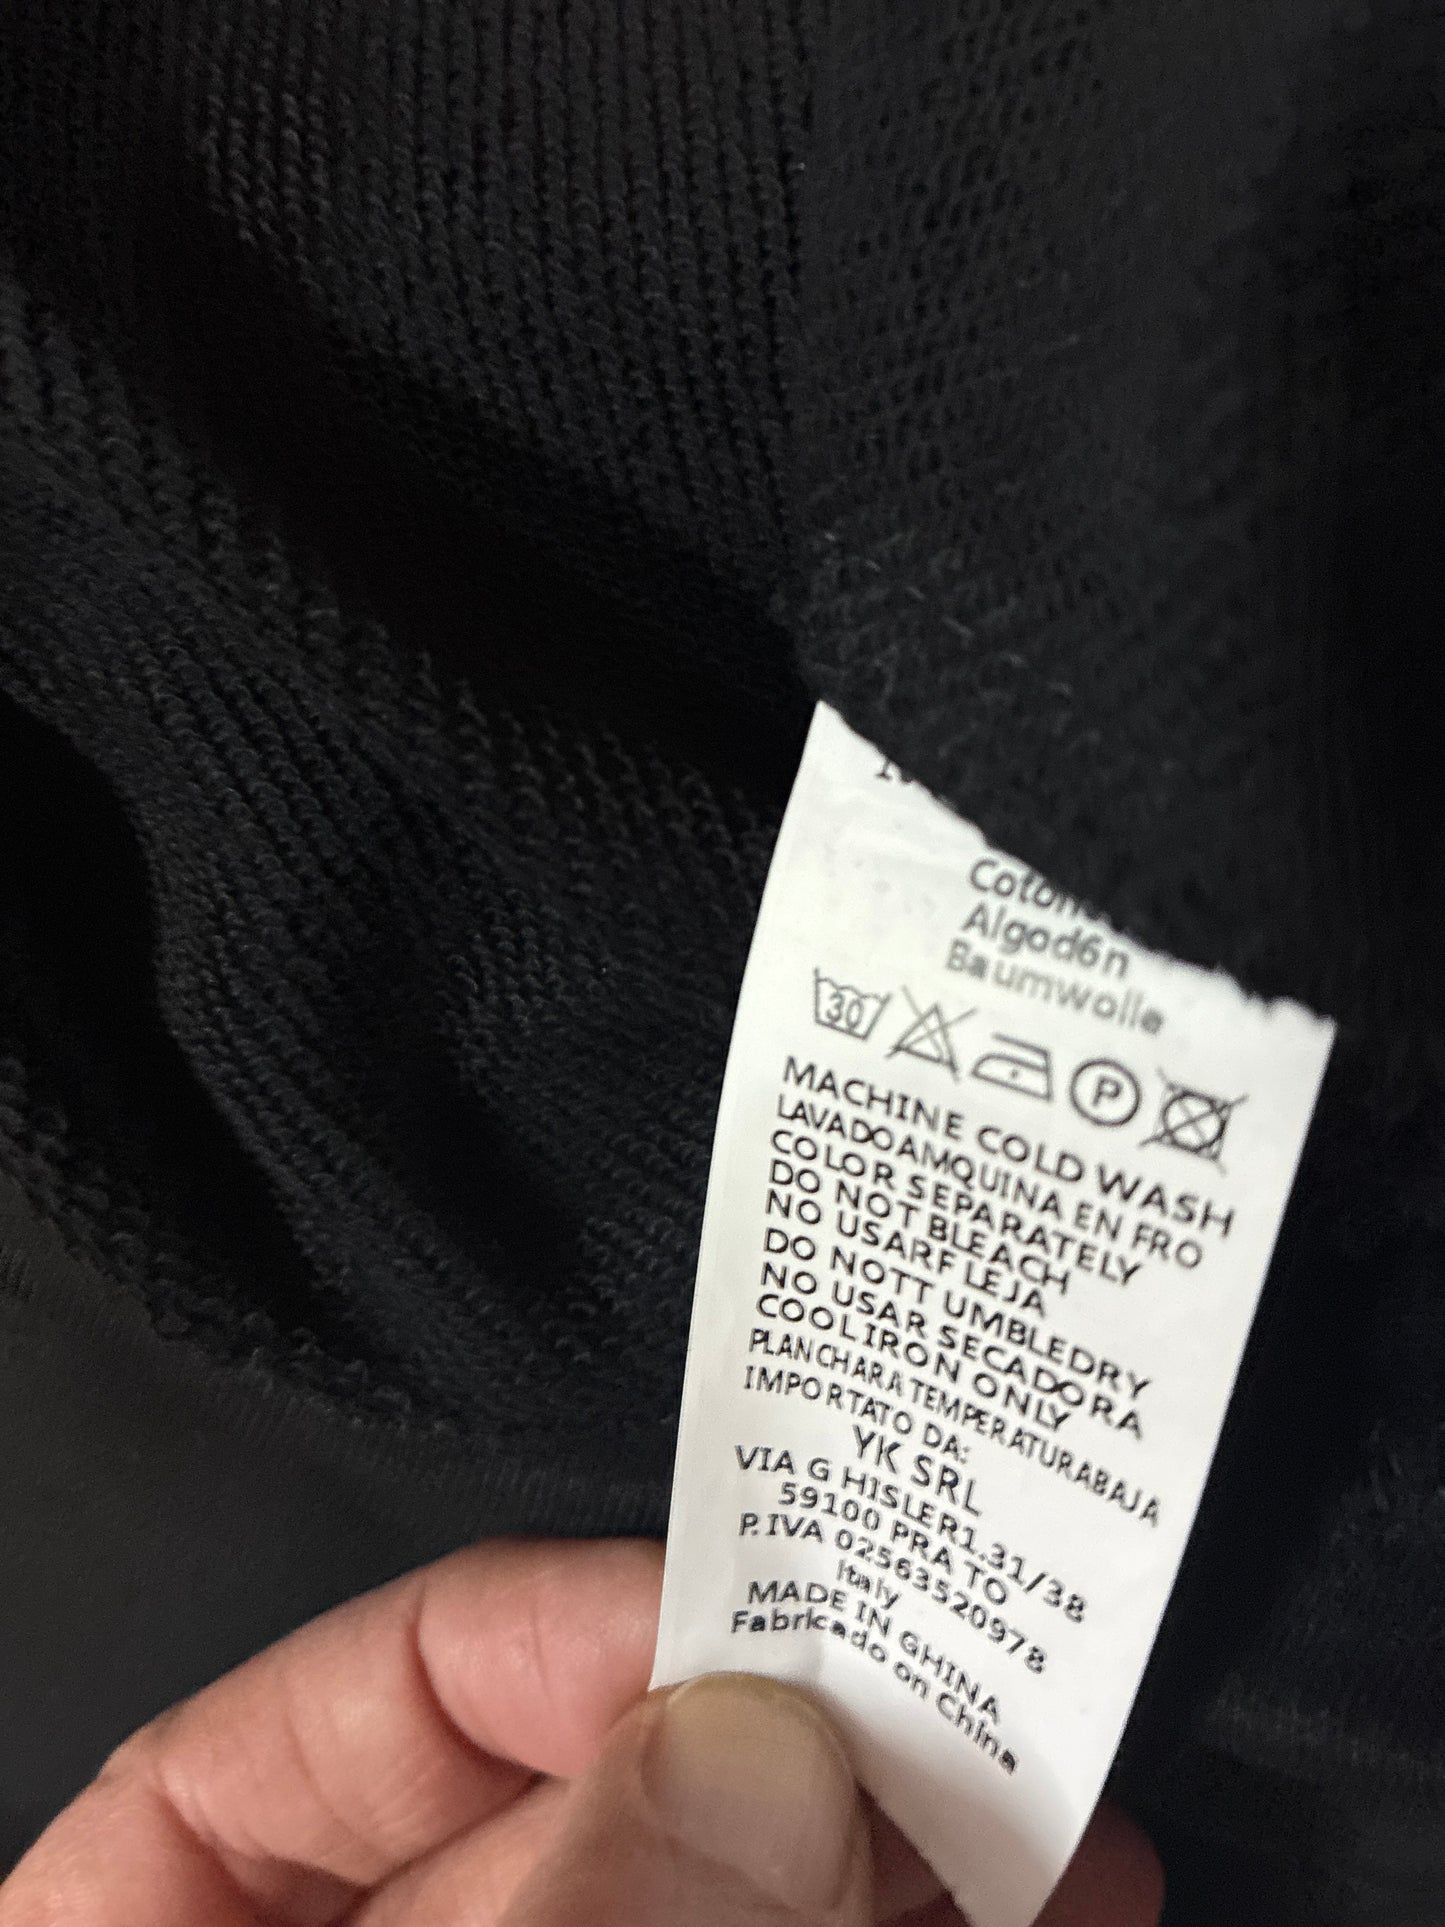 Algod6n
Baumwolle
30
P
MACHINE COLD WASH
LAVADOAMQUINA EN FRO
COLOR SEPARATELY
DO NOT BLEACH
NO USARF LEJA
DO NOTT UMBLEDRY
NO USAR SECADORA
COOLIRON ONLY
PLANCHARA TEMPERATURABAJA
IMPORTATO DA:
YK SRL
VIA G HISLER1.31/38
59100 PRA TO
P.IVA 02563520978
Italy
MADE IN GHINA
Fabrlcado on China